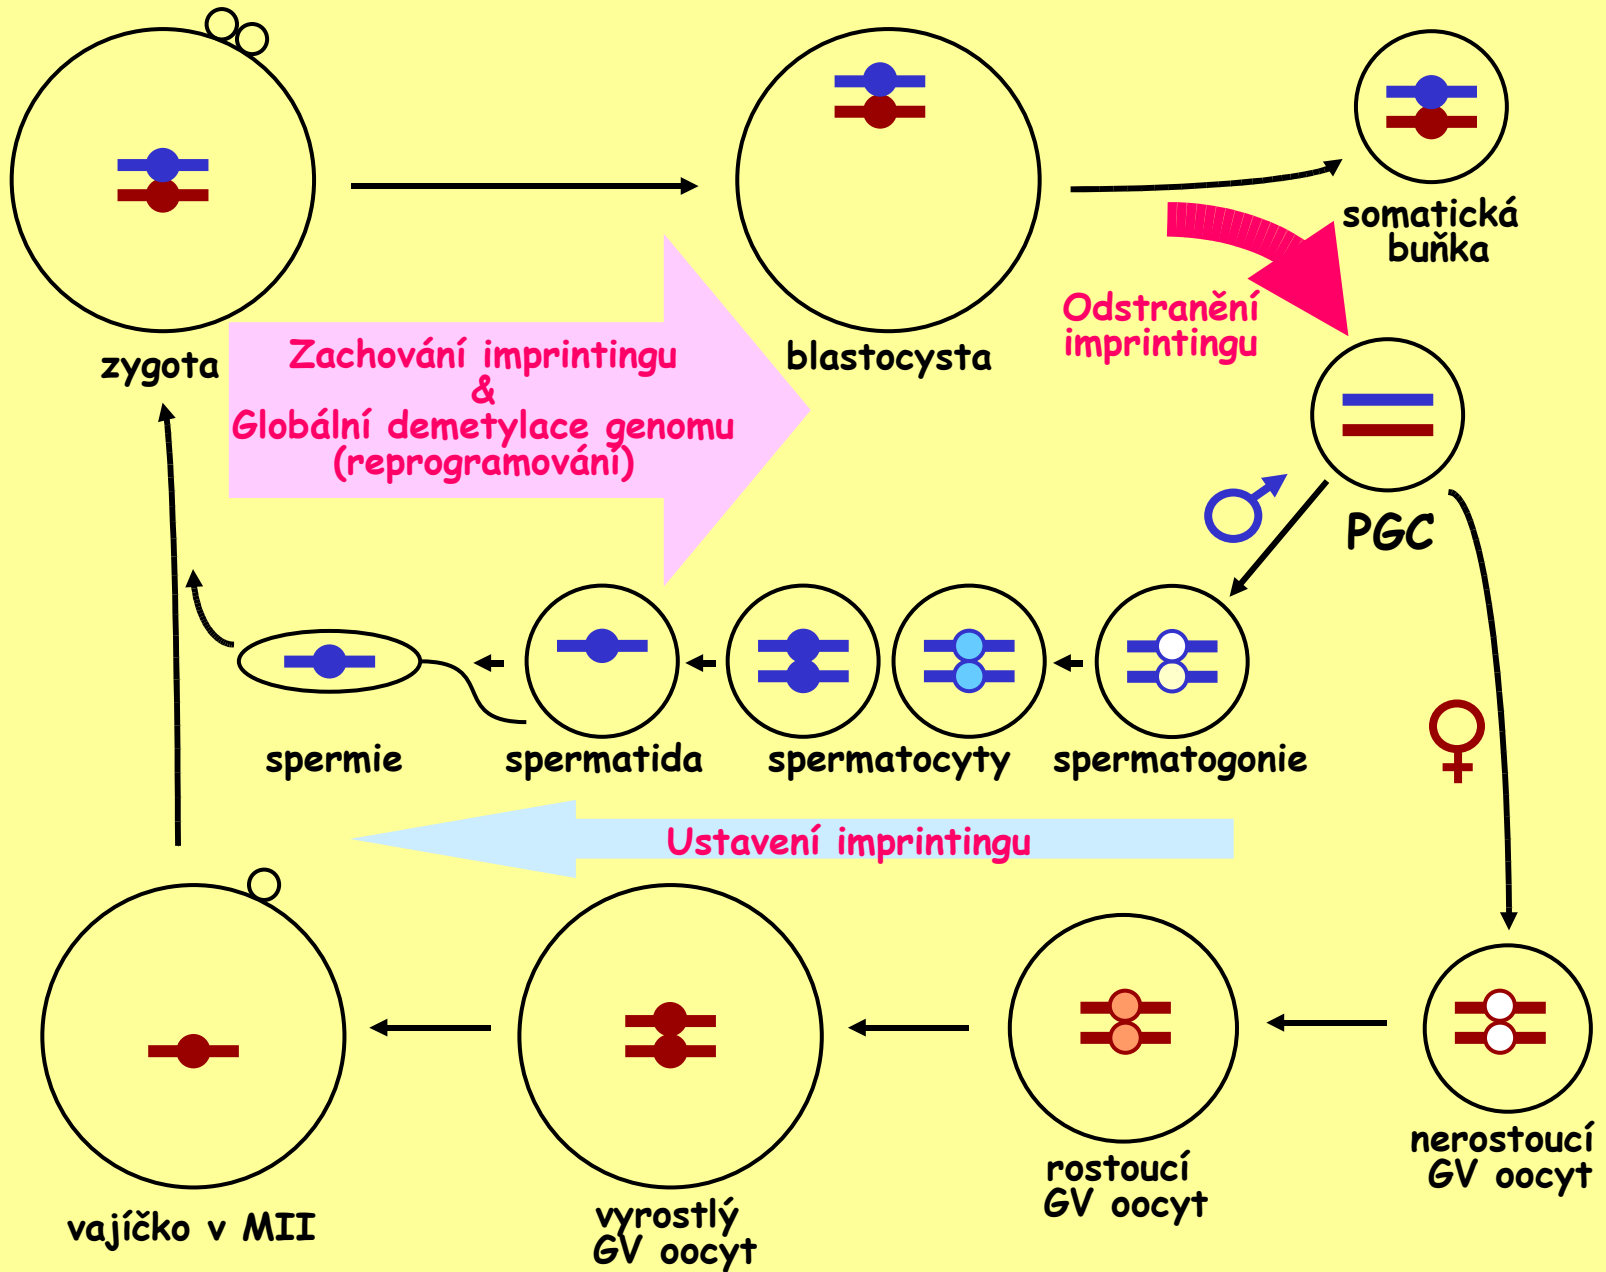 somatická
buňka
Odstranění
imprintingu
zygota
Zachování imprintingu
&
Globální demetylace genomu
(reprogramování)
blastocysta
PGC
spermie
spermatida
spermatocyty
spermatogonie
Ustavení imprintingu
vajíčko v MII
vyrostlý
GV oocyt
rostoucí
GV oocyt
nerostoucí
GV oocyt